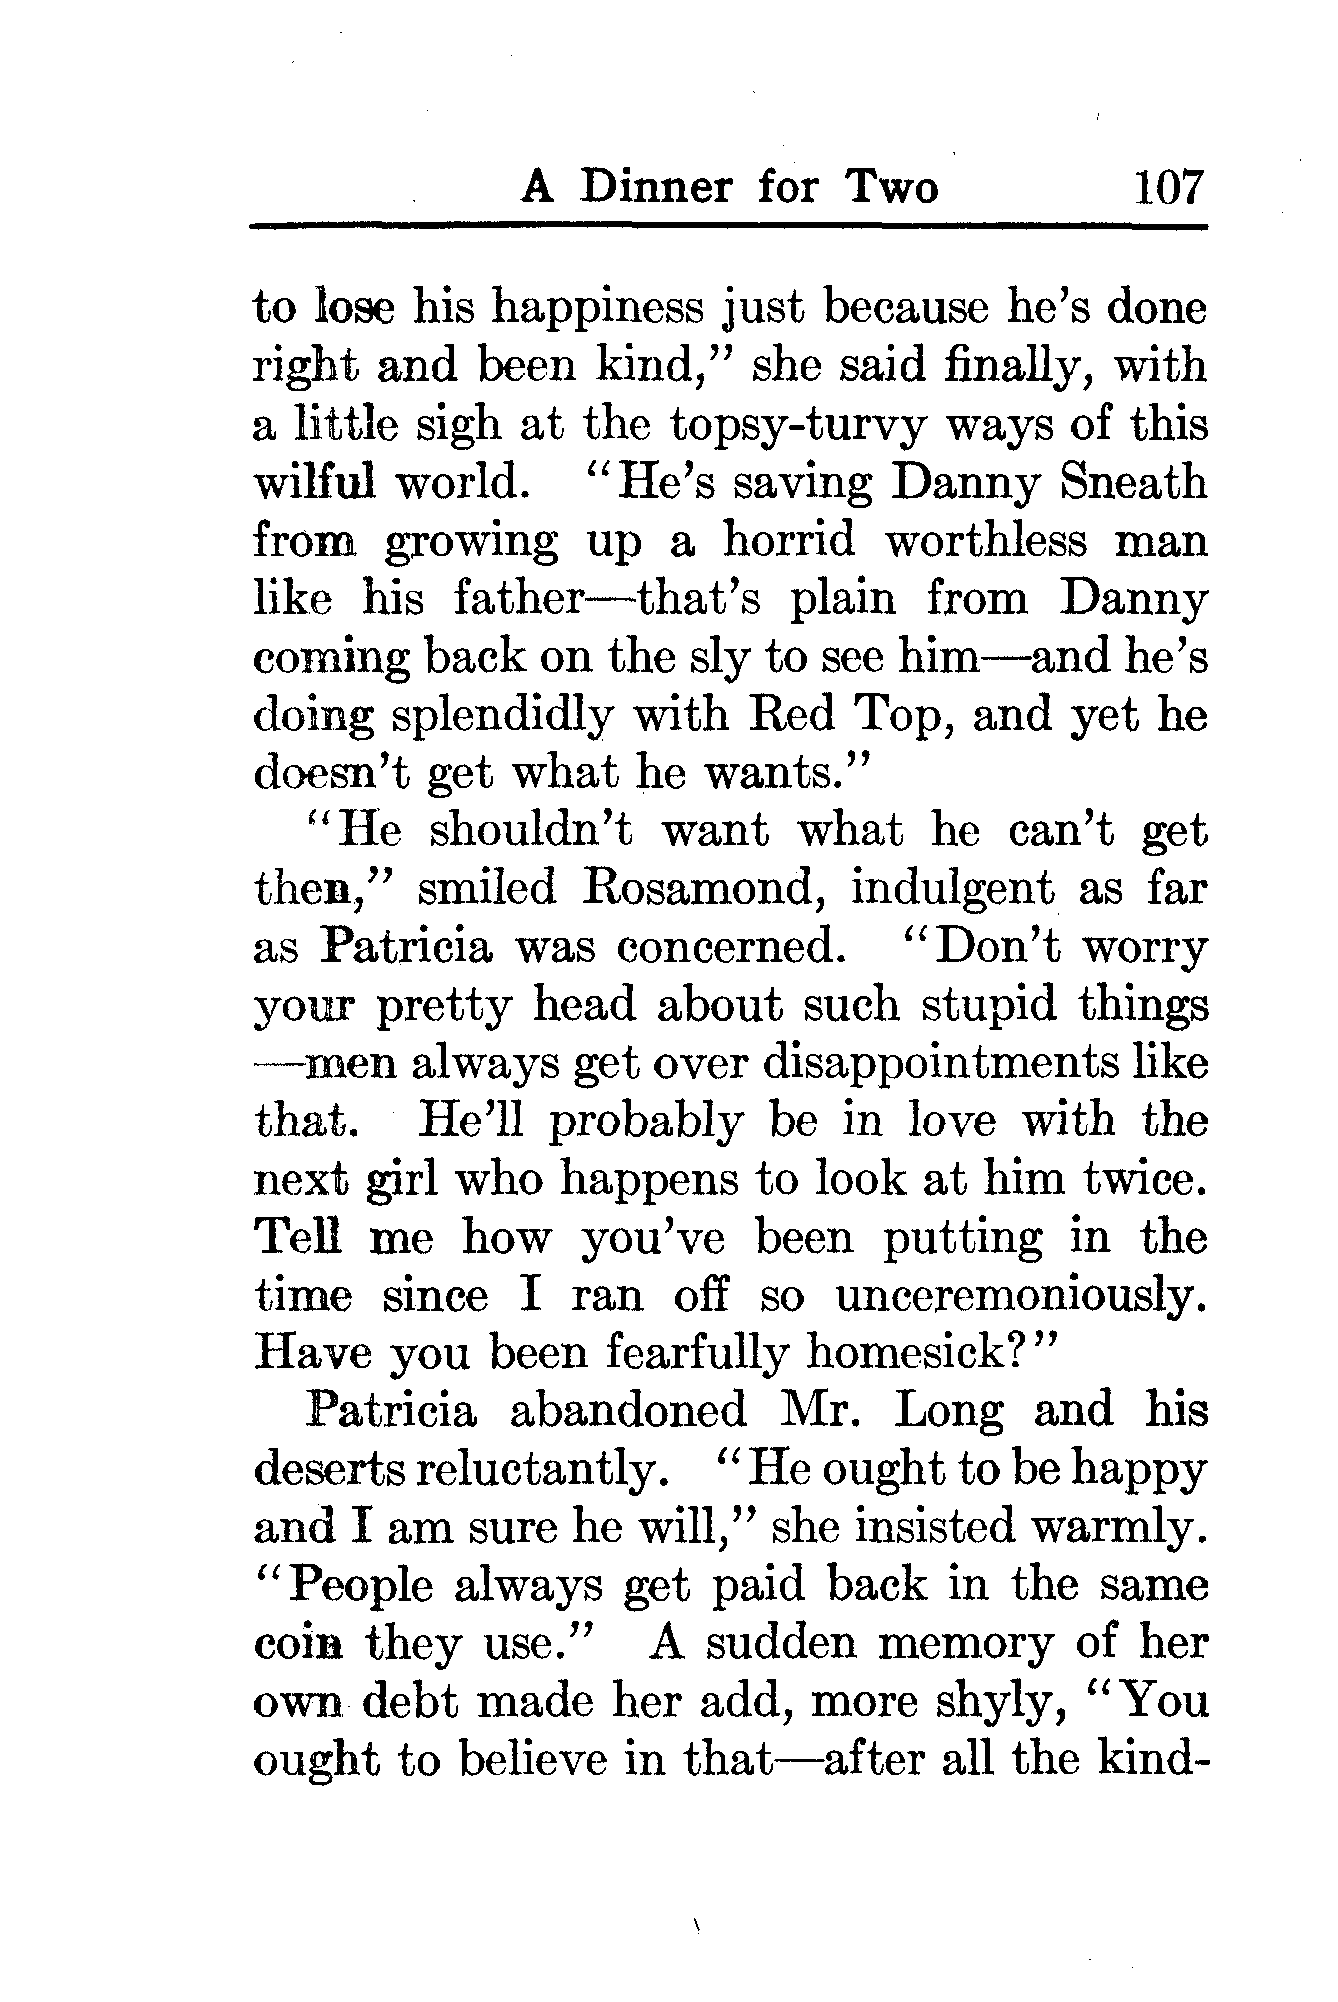 A Dinner for Two 107
to lose his happiness just because he's done
right and been kind," she said finally, with
a little sigh at the topsy-turvy ways of this
wilful world. "He's saving Danny Sneath
from growing up a horrid worthless man
like his father—that's plain from Danny
coming back on the sly to see him—and he's
doing splendidly with Red Top, and yet he
doesn't get what he wants."
"He shouldn't want what he can't get
then," smiled Rosamond, indulgent as far
as Patricia was concerned. "Don't worry
your pretty head about such stupid things
—men always get over disappointments like
that. He'll probably be in love with the
next girl who happens to look at him twice.
Tell me how you've been putting in the
time since I ran off so unceremoniously.
Have you been fearfully homesick?"
Patricia abandoned Mr. Long and his
deserts reluctantly. "He ought to be happy
and I am sure he will," she insisted warmly.
"People always get paid back in the same
coin they use." A sudden memory of her
own debt made her add, more shyly, "You
ought to believe in that—after all the kind-